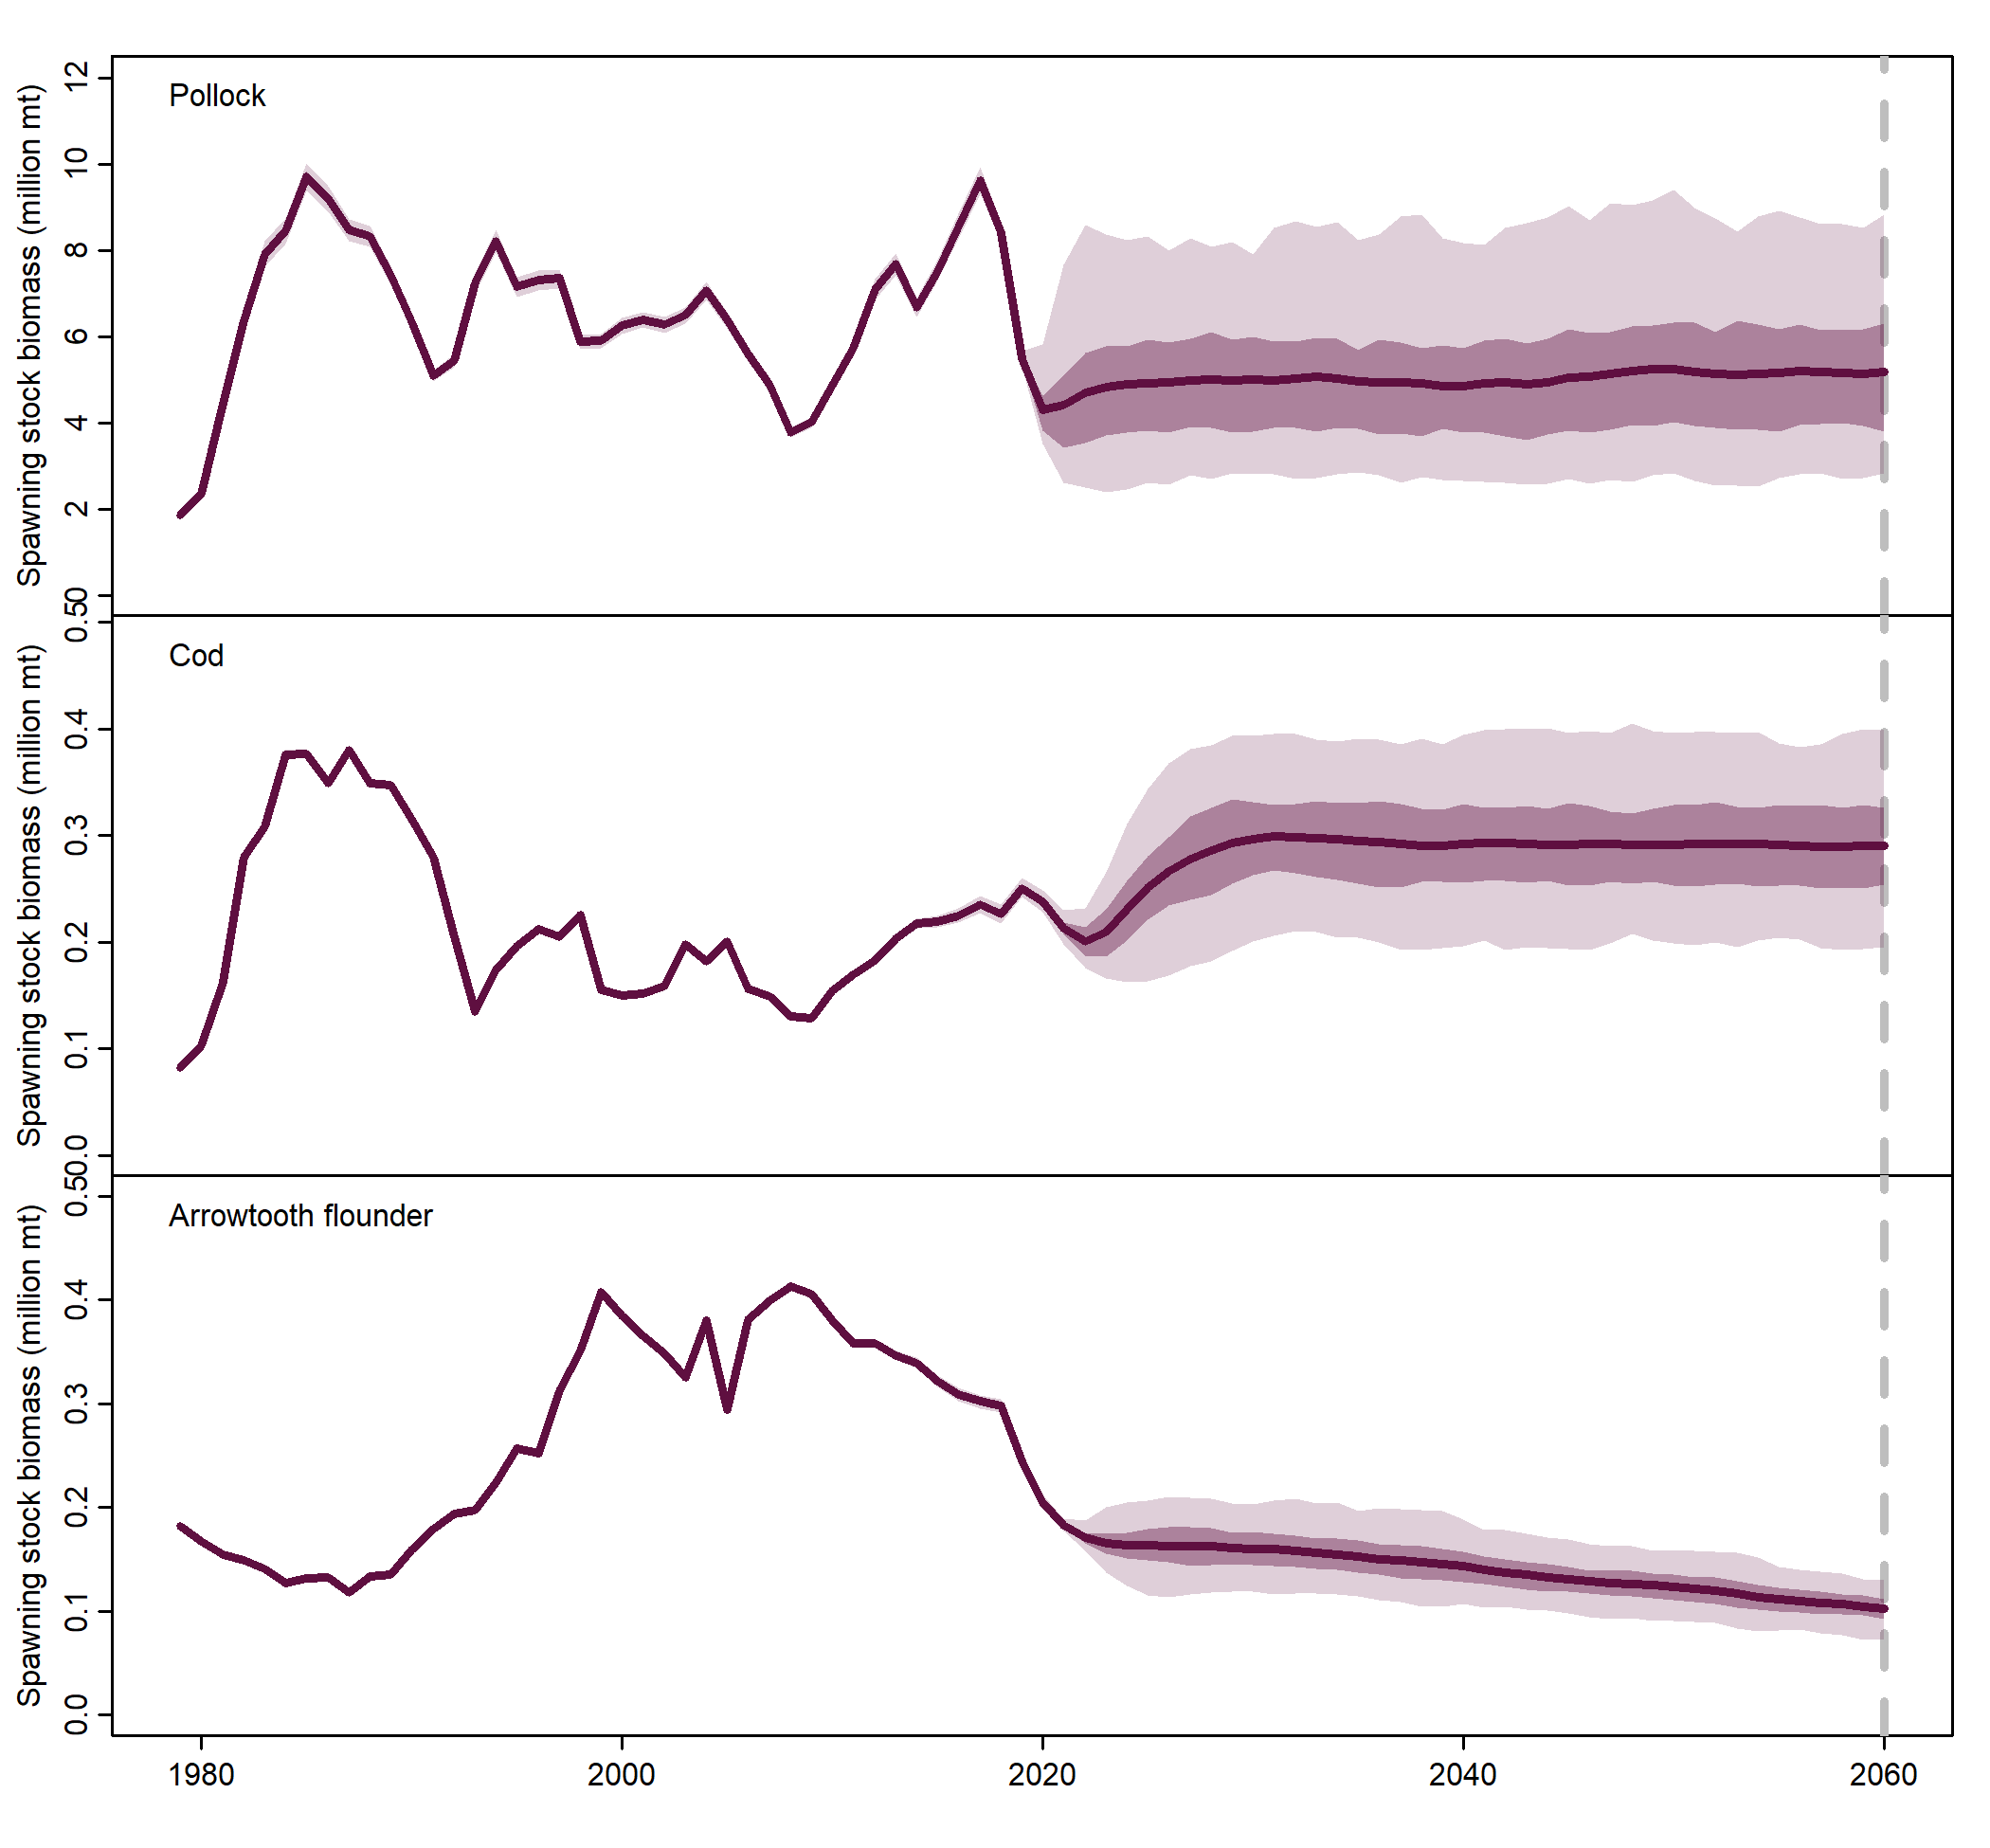 Pollock
Spawning stock biomass (million mt)
12
10
8
6
4
2
0
Cod
Spawning stock biomass (million mt)
0.5
0.4
0.3
0.2
0.1
0.0
Arrowtooth flounder
Spawning stock biomass (million mt)
0.5
0.4
0.3
0.2
0.1
0.0
1980 2000 2020 2040 2060